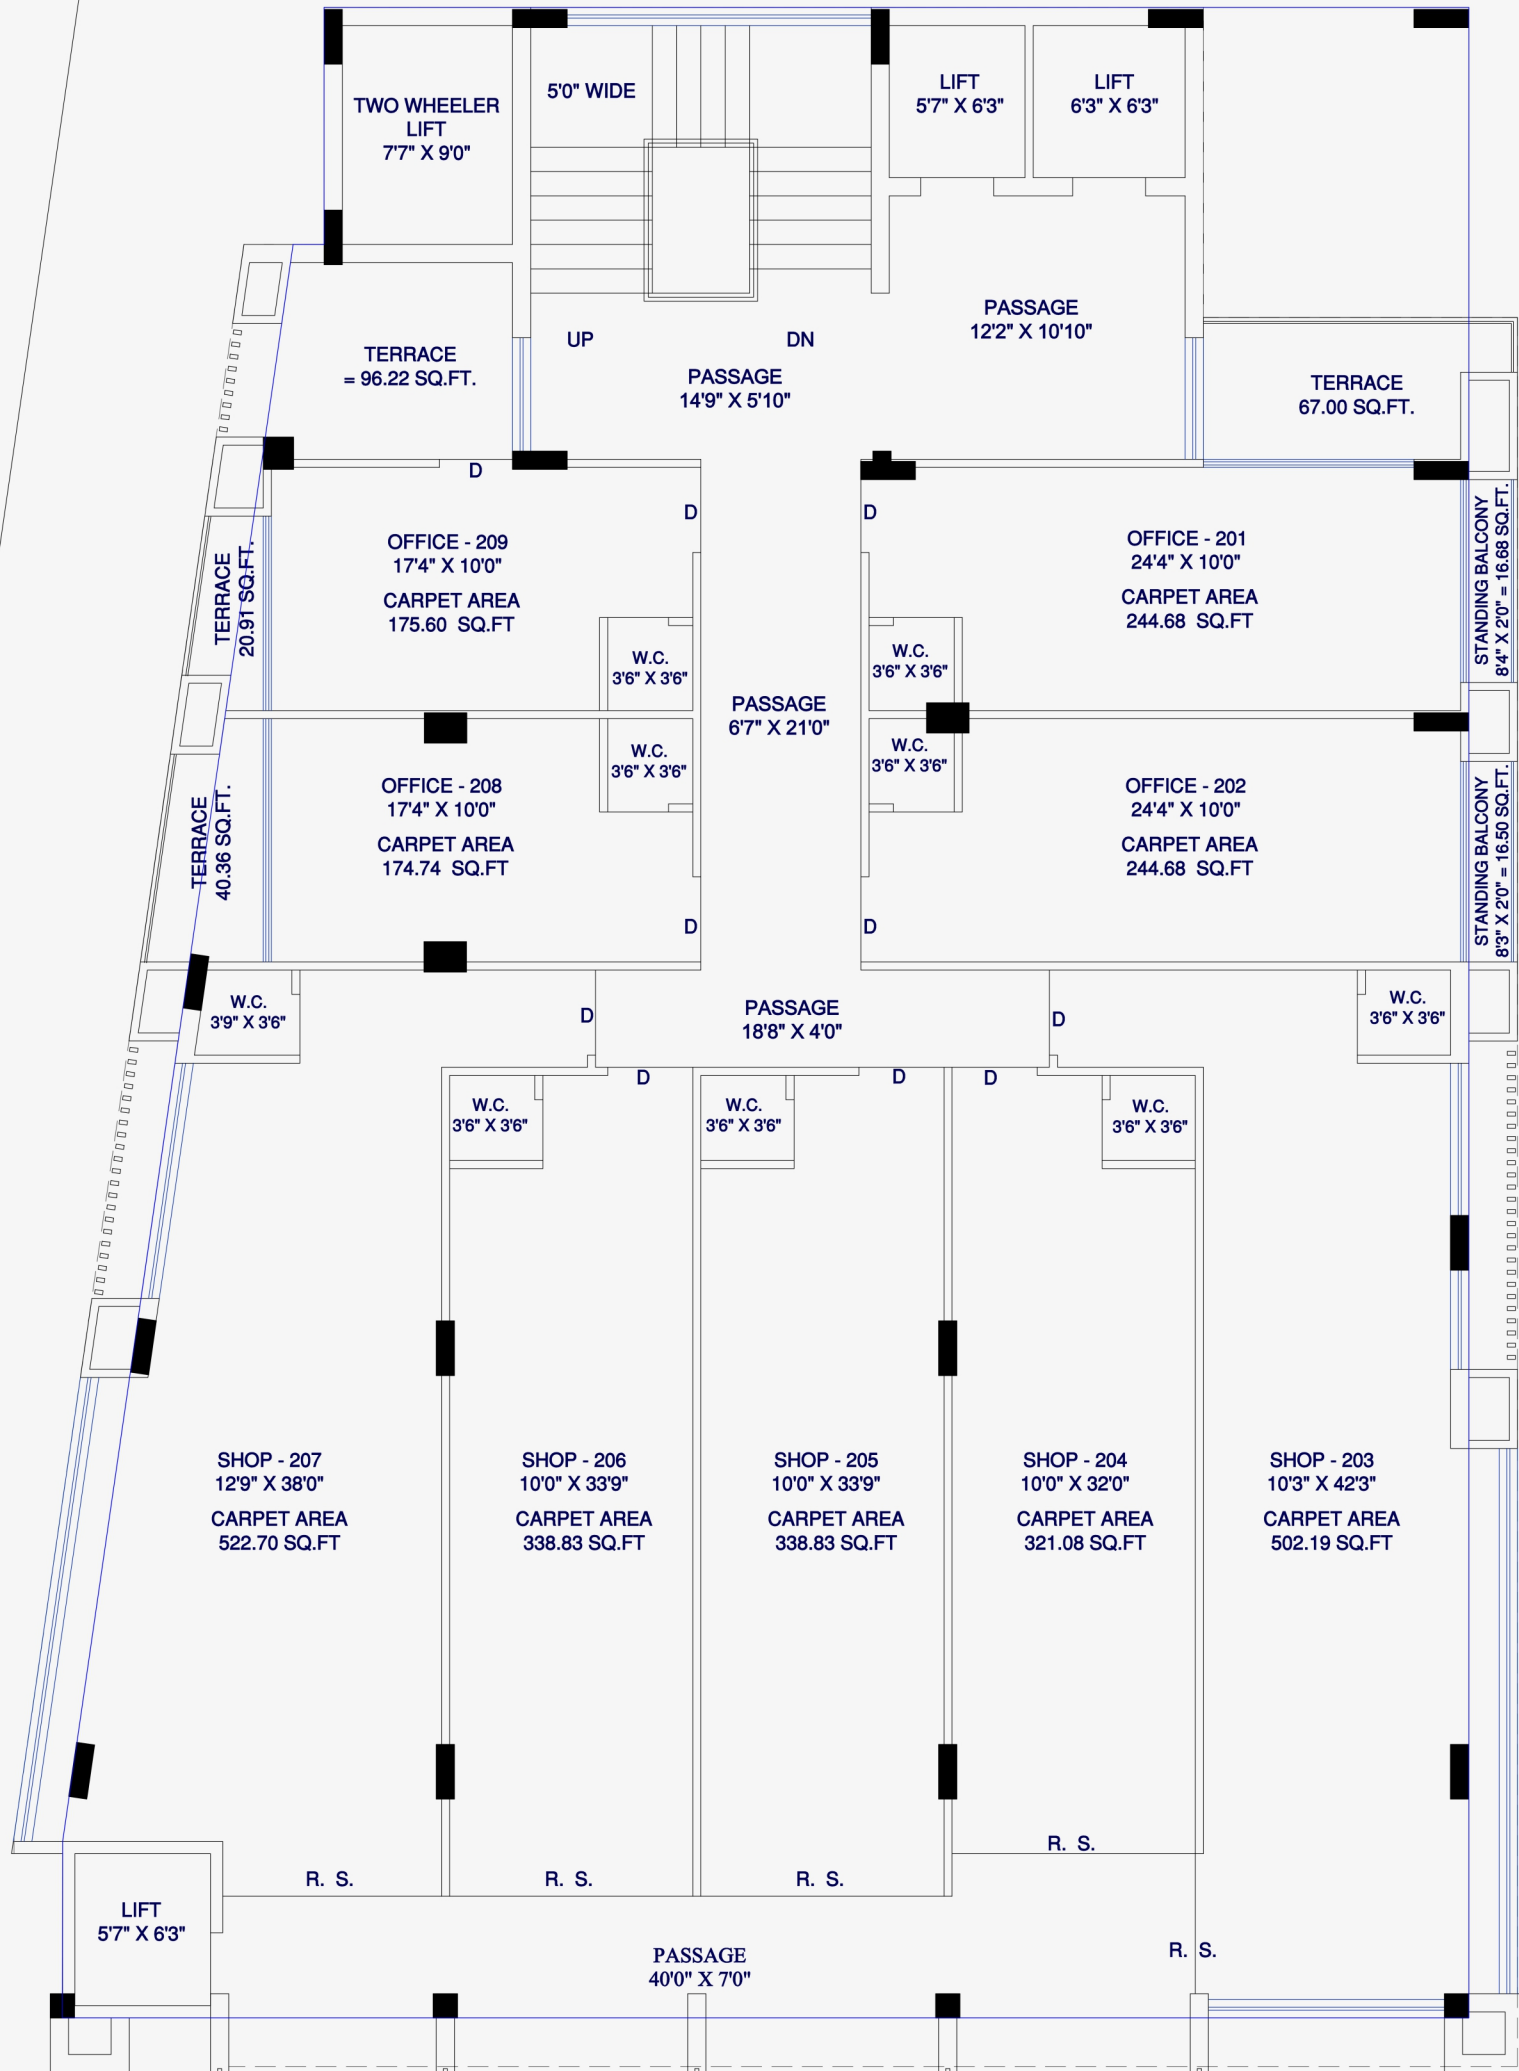 TWO WHEELER
LIFT
7'7" X 9'0"
5'0" WIDE
LIFT
5'7" X 6'3"
LIFT
6'3" X 6'3"
PASSAGE
12'2" X 10'10"
UP
DN
TERRACE
= 96.22 SQ.FT.
PASSAGE
14'9" X 5'10"
TERRACE
67.00 SQ.FT.
D
D
D
OFFICE - 209
17'4" X 10'0"
CARPET AREA
175.60 SQ.FT
TERRACE
20.91 SQ.FT.
OFFICE - 201
24'4" X 10'0"
CARPET AREA
244.68 SQ.FT
STANDING BALCONY
8'4" X 2'0" = 16.68 SQ.FT.
W.C.
3'6" X 3'6"
W.C.
3'6" X 3'6"
PASSAGE
6'7" X 21'0"
W.C.
3'6" X 3'6"
W.C.
3'6" X 3'6"
OFFICE - 208
17'4" X 10'0"
CARPET AREA
174.74 SQ.FT
TERRACE
40.36 SQ.FT.
OFFICE - 202
24'4" X 10'0"
CARPET AREA
244.68 SQ.FT
STANDING BALCONY
8'3" X 2'0" = 16.50 SQ.FT.
D
D
W.C.
3'9" X 3'6"
D
PASSAGE
18'8" X 4'0"
D
W.C.
3'6" X 3'6"
D
D
D
W.C.
3'6" X 3'6"
W.C.
3'6" X 3'6"
W.C.
3'6" X 3'6"
SHOP - 207
12'9" X 38'0"
CARPET AREA
522.70 SQ.FT
SHOP - 206
10'0" X 33'9"
CARPET AREA
338.83 SQ.FT
SHOP - 205
10'0" X 33'9"
CARPET AREA
338.83 SQ.FT
SHOP - 204
10'0" X 32'0"
CARPET AREA
321.08 SQ.FT
SHOP - 203
10'3" X 42'3"
CARPET AREA
502.19 SQ.FT
R. S.
R. S.
R. S.
R. S.
LIFT
5'7" X 6'3"
PASSAGE
40'0" X 7'0"
R. S.